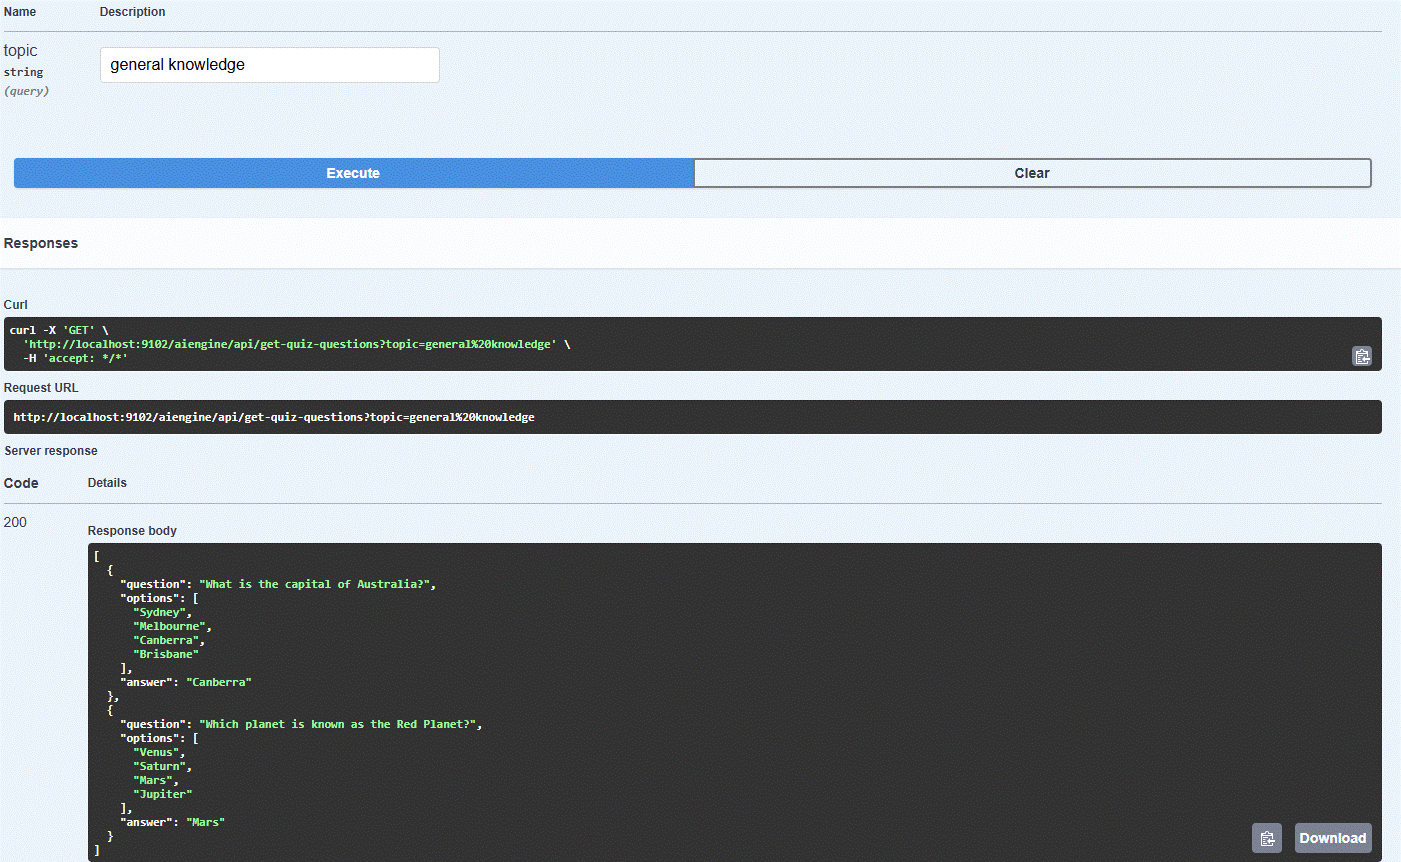 Name Description
topic
string
(query)
general knowledge
Execute Clear
Responses
Curl
curl -X 'GET' \
  'http://localhost:9102/aiengine/api/get-quiz-questions?topic=general%20knowledge' \
  -H 'accept: */*'
Request URL
http://localhost:9102/aiengine/api/get-quiz-questions?topic=general%20knowledge
Server response
Code Details
200
Response body
[
  {
    "question": "What is the capital of Australia?",
    "options": [
      "Sydney",
      "Melbourne",
      "Canberra",
      "Brisbane"
    ],
    "answer": "Canberra"
  },
  {
    "question": "Which planet is known as the Red Planet?",
    "options": [
      "Venus",
      "Saturn",
      "Mars",
      "Jupiter"
    ],
    "answer": "Mars"
  }
]
Download